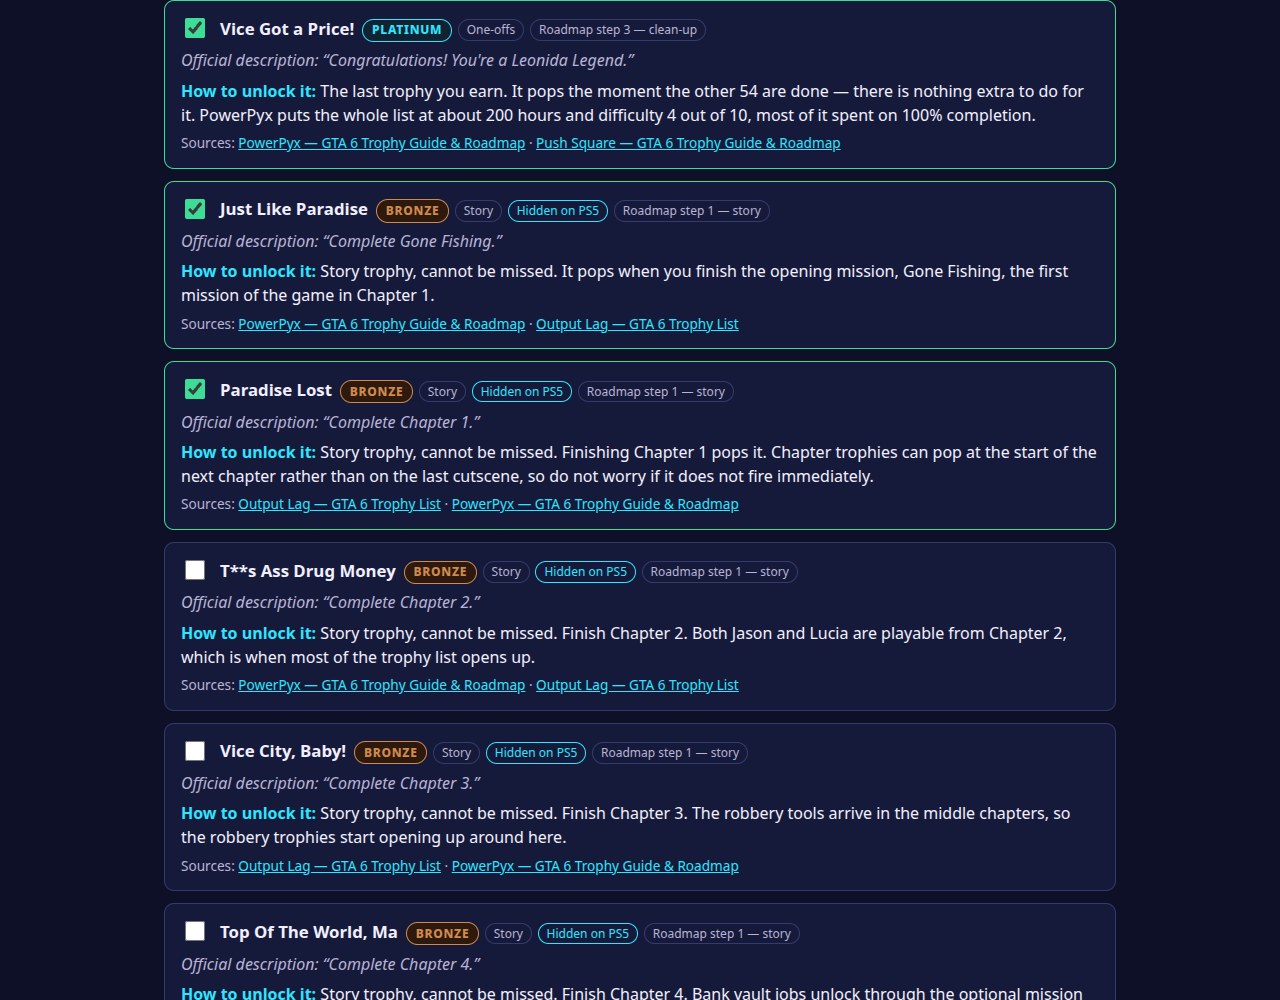 Vice Got a Price! PLATINUM One-offs Roadmap step 3 — clean-up
Official description: “Congratulations! You're a Leonida Legend.”
How to unlock it: The last trophy you earn. It pops the moment the other 54 are done — there is nothing extra to do for
it. PowerPyx puts the whole list at about 200 hours and difficulty 4 out of 10, most of it spent on 100% completion.
Sources: PowerPyx — GTA 6 Trophy Guide & Roadmap · Push Square — GTA 6 Trophy Guide & Roadmap
Just Like Paradise BRONZE Story Hidden on PS5 Roadmap step 1 — story
Official description: “Complete Gone Fishing.”
How to unlock it: Story trophy, cannot be missed. It pops when you finish the opening mission, Gone Fishing, the first
mission of the game in Chapter 1.
Sources: PowerPyx — GTA 6 Trophy Guide & Roadmap · Output Lag — GTA 6 Trophy List
Paradise Lost BRONZE Story Hidden on PS5 Roadmap step 1 — story
Official description: “Complete Chapter 1.”
How to unlock it: Story trophy, cannot be missed. Finishing Chapter 1 pops it. Chapter trophies can pop at the start of the
next chapter rather than on the last cutscene, so do not worry if it does not fire immediately.
Sources: Output Lag — GTA 6 Trophy List · PowerPyx — GTA 6 Trophy Guide & Roadmap
T**s Ass Drug Money BRONZE Story Hidden on PS5 Roadmap step 1 — story
Official description: “Complete Chapter 2.”
How to unlock it: Story trophy, cannot be missed. Finish Chapter 2. Both Jason and Lucia are playable from Chapter 2,
which is when most of the trophy list opens up.
Sources: PowerPyx — GTA 6 Trophy Guide & Roadmap · Output Lag — GTA 6 Trophy List
Vice City, Baby! BRONZE Story Hidden on PS5 Roadmap step 1 — story
Official description: “Complete Chapter 3.”
How to unlock it: Story trophy, cannot be missed. Finish Chapter 3. The robbery tools arrive in the middle chapters, so
the robbery trophies start opening up around here.
Sources: Output Lag — GTA 6 Trophy List · PowerPyx — GTA 6 Trophy Guide & Roadmap
Top Of The World, Ma BRONZE Story Hidden on PS5 Roadmap step 1 — story
Official description: “Complete Chapter 4.”
How to unlock it: Story trophy, cannot be missed. Finish Chapter 4. Bank vault jobs unlock through the optional mission